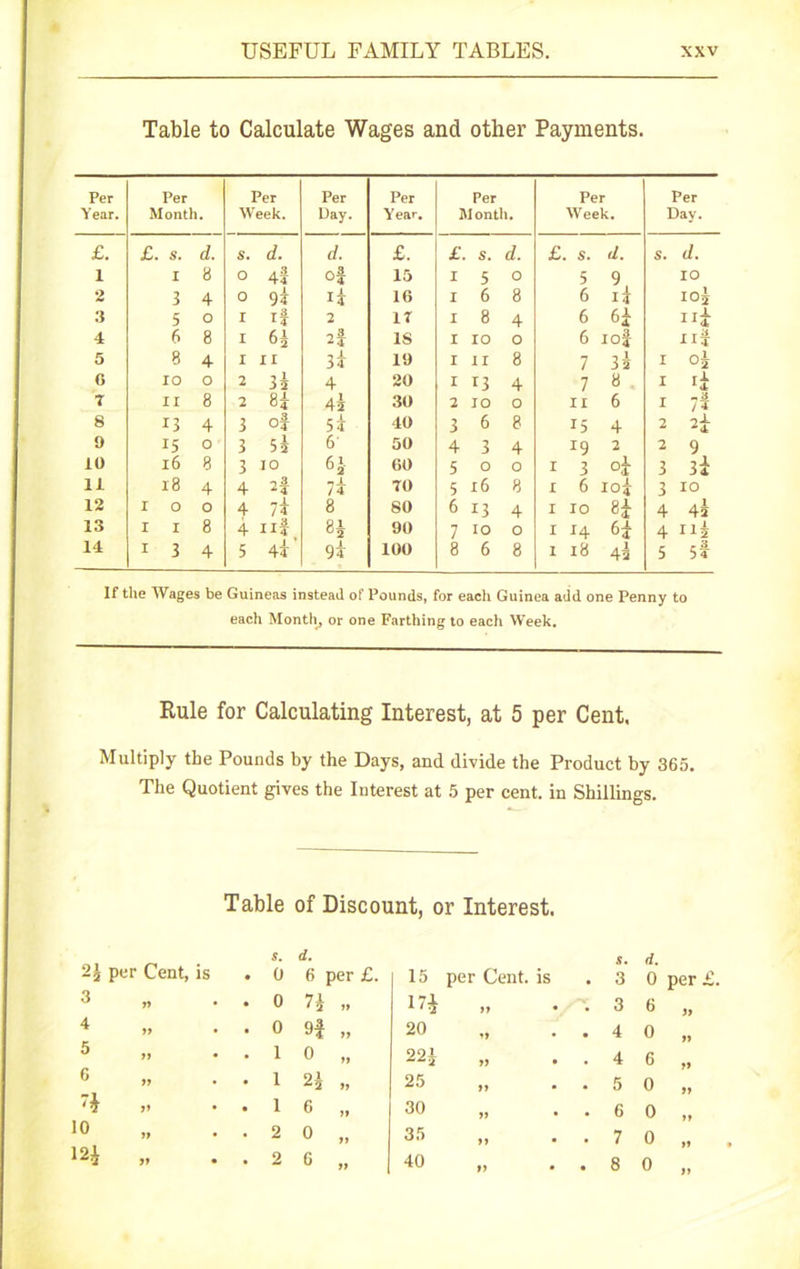 USEFUL FAMILY TABLES. xxv
Table to Calculate Wages and other Payments.
Per Year. Per Month. Per Week. Per Day. Per Year. Per Month. Per Week. Per Day.
£. £. s. d. s. d. d. £. £. s. d. £. s. d. s. d.
1 1 8 0 4¾ 0¾ 15 1 5 0 5 9 10
2 3 4 0 9¼ 1¼ 16 1 6 8 6 1¾ 10½
3 5 0 1 1¾ 2 17 1 8 4 6 6¼ 11¼
4 6 8 1 6½ 2¾ 18 1 10 0 6 10¾ 11¾
5 8 4 1 11 3¼ 19 1 11 8 7 3½ 1 0½
6 10 0 2 3½ 4 20 1 13 4 7 8 1 1¼
7 11 8 2 8¼ 4½ 30 2 10 0 11 6 1 7¾
8 13 4 3 0¾ 5¼ 40 3 6 8 15 4 2 2¼
9 15 0 3 5½ 6 50 4 3 4 19 2 2 9
10 16 8 3 10 6½ 60 5 0 0 1 3 0¼ 3 3¼
11 18 4 4 2¾ 7¼ 70 5 16 8 1 6 10¼ 3 10
12 1 0 0 4 7¼ 8 80 6 13 4 1 10 8¼ 4 4½
13 1 1 8 4 11¾ 8½ 90 7 10 0 1 14 6¼ 4 11½
14 1 3 4 5 4¼ 9¼ 100 8 6 8 1 18 4½ 5 5¾
If the Wages be Guineas instead of Pounds, for each Guinea add one Penny to
each Month, or one Farthing to each Week.
Rule for Calculating Interest, at 5 per Cent.
Multiply the Pounds by the Days, and divide the Product by 365.
The Quotient gives the Interest at 5 per cent. in Shillings.
Table of Discount, or Interest.
s. d.
2½ per Cent, is . 0 6 per £.
3 „ . . 0 7½ „
4 „ . . 0 9¾ „
5 „ . . 1 0 „
6 „ . . 1 2½ „
7½ „ . . 1 6 „
10 „ . . 2 0 „
12½ „ . . 2 6 „
s. d.
15 per Cent. is . 3 0 per £.
17½ „ . . 3 6 „
20 „ . . 4 0 „
22½ „ . . 4 6 „
25 „ . . 5 0 „
30 „ . . 6 0 „
35 „ . . 7 0 „
40 „ . . 8 0 „